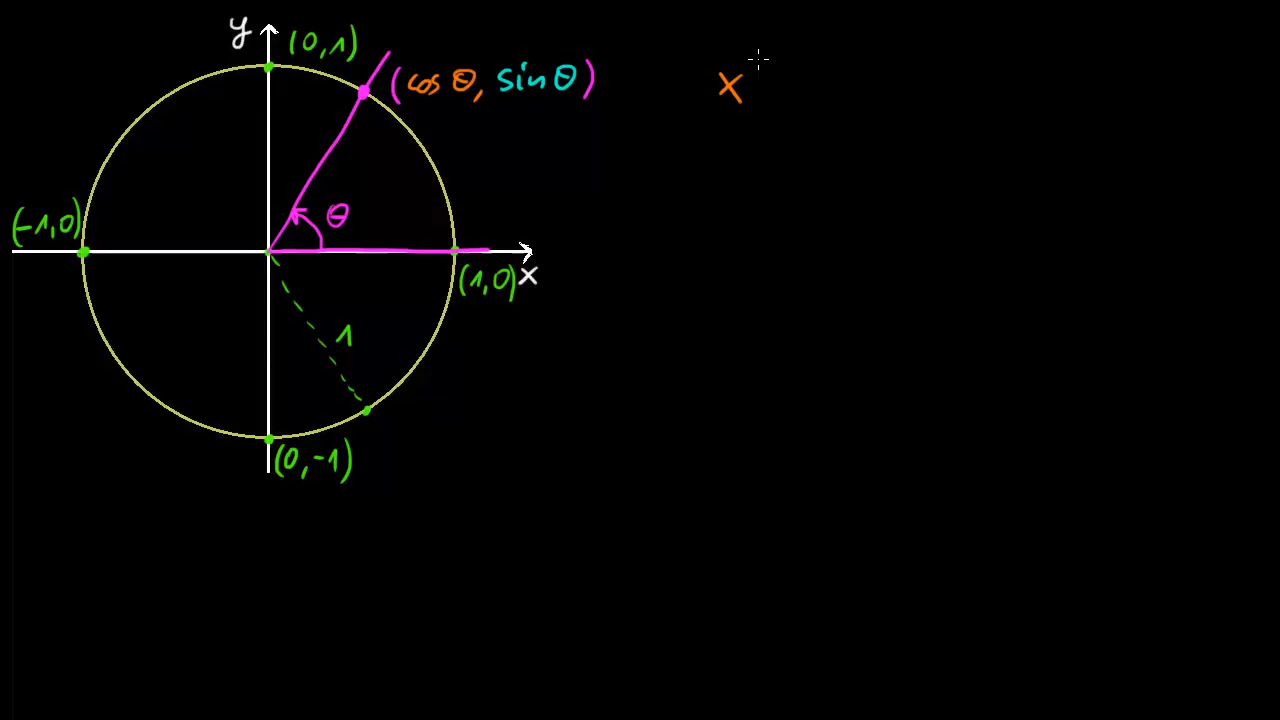 y
(0,1)
(cos θ, sin θ)
x
(-1,0)
θ
(1,0)
x
1
(0,-1)